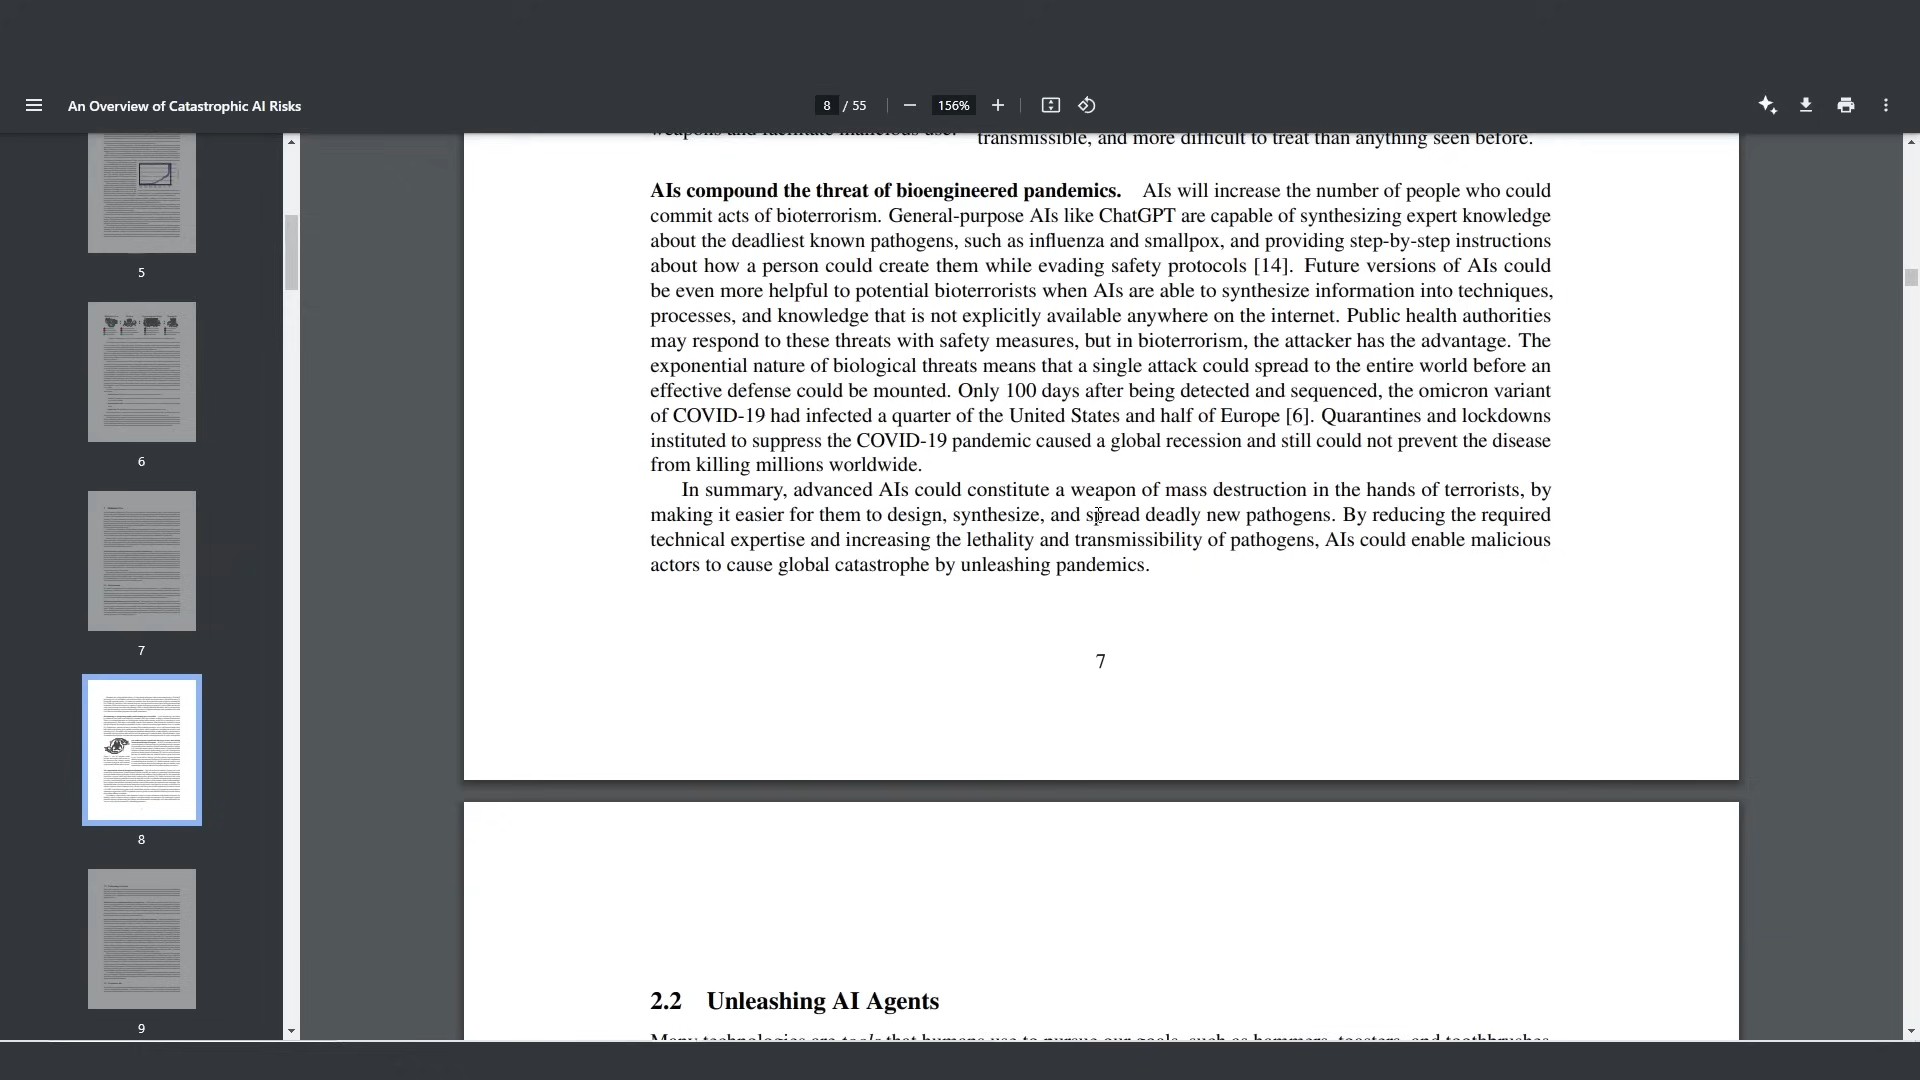 An Overview of Catastrophic AI Risks
8 / 55
156%
5
6
7
8
9
weapons and facilitate malicious use.
transmissible, and more difficult to treat than anything seen before.
AIs compound the threat of bioengineered pandemics. AIs will increase the number of people who could
commit acts of bioterrorism. General-purpose AIs like ChatGPT are capable of synthesizing expert knowledge
about the deadliest known pathogens, such as influenza and smallpox, and providing step-by-step instructions
about how a person could create them while evading safety protocols [14]. Future versions of AIs could
be even more helpful to potential bioterrorists when AIs are able to synthesize information into techniques,
processes, and knowledge that is not explicitly available anywhere on the internet. Public health authorities
may respond to these threats with safety measures, but in bioterrorism, the attacker has the advantage. The
exponential nature of biological threats means that a single attack could spread to the entire world before an
effective defense could be mounted. Only 100 days after being detected and sequenced, the omicron variant
of COVID-19 had infected a quarter of the United States and half of Europe [6]. Quarantines and lockdowns
instituted to suppress the COVID-19 pandemic caused a global recession and still could not prevent the disease
from killing millions worldwide.
In summary, advanced AIs could constitute a weapon of mass destruction in the hands of terrorists, by
making it easier for them to design, synthesize, and spread deadly new pathogens. By reducing the required
technical expertise and increasing the lethality and transmissibility of pathogens, AIs could enable malicious
actors to cause global catastrophe by unleashing pandemics.
7
2.2 Unleashing AI Agents
Many technologies are tools that humans use to pursue our goals, such as hammers, toasters, and toothbrushes.